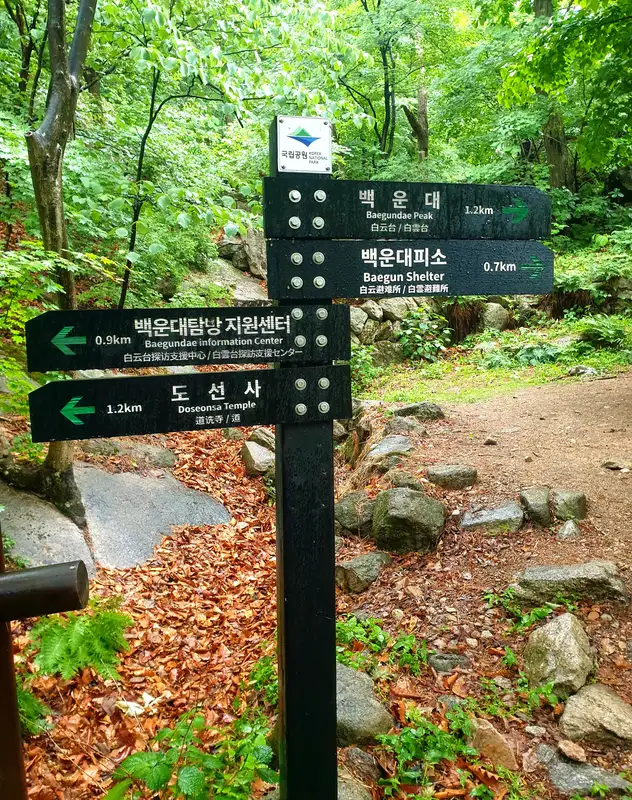 국립공원 KOREA NATIONAL PARK
백운대
Baegundae Peak
1.2km
白云台 / 白雲台
백운대피소
Baegun Shelter
0.7km
白云避难所 / 白雲避難所
백운대탐방지원센터
0.9km
Baegundae information Center
白云台探访支援中心 / 白雲台探訪支援センター
도선사
1.2km
Doseonsa Temple
道诜寺 / 道